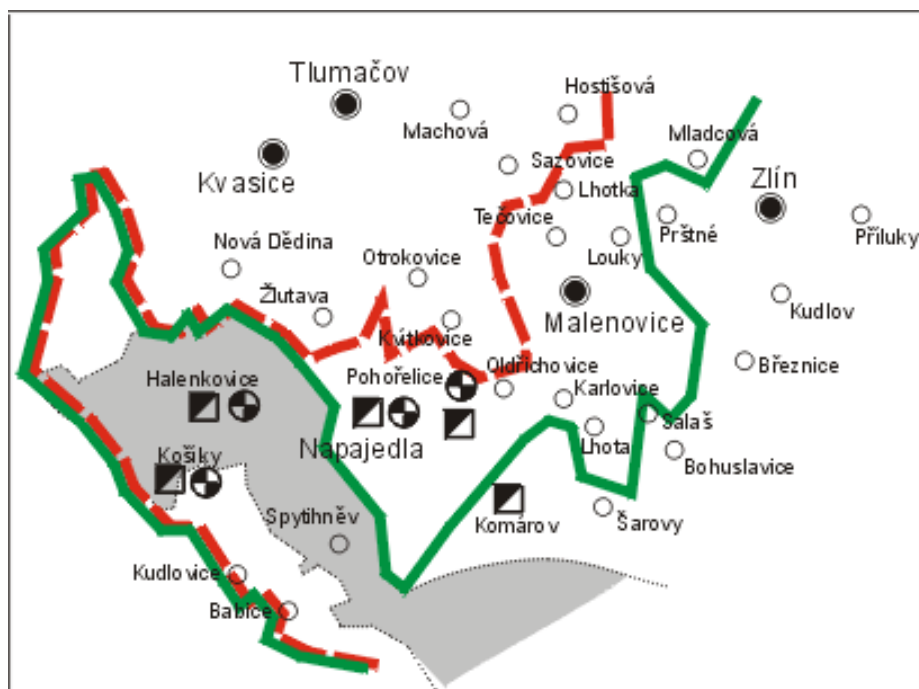 Tlumačov
Hostišová
Machová
Mladcová
Sazovice
Kvasice
Zlín
Lhotka
Tečovice
Prštné
Příluky
Nová Dědina
Otrokovice
Louky
Žlutava
Kudlov
Malenovice
Kvítkovice
Březnice
Oldřichovice
Pohořelice
Halenkovice
Karlovice
Salaš
Napajedla
Lhota
Košíky
Bohuslavice
Spytihněv
Komárov
Šarovy
Kudlovice
Babice